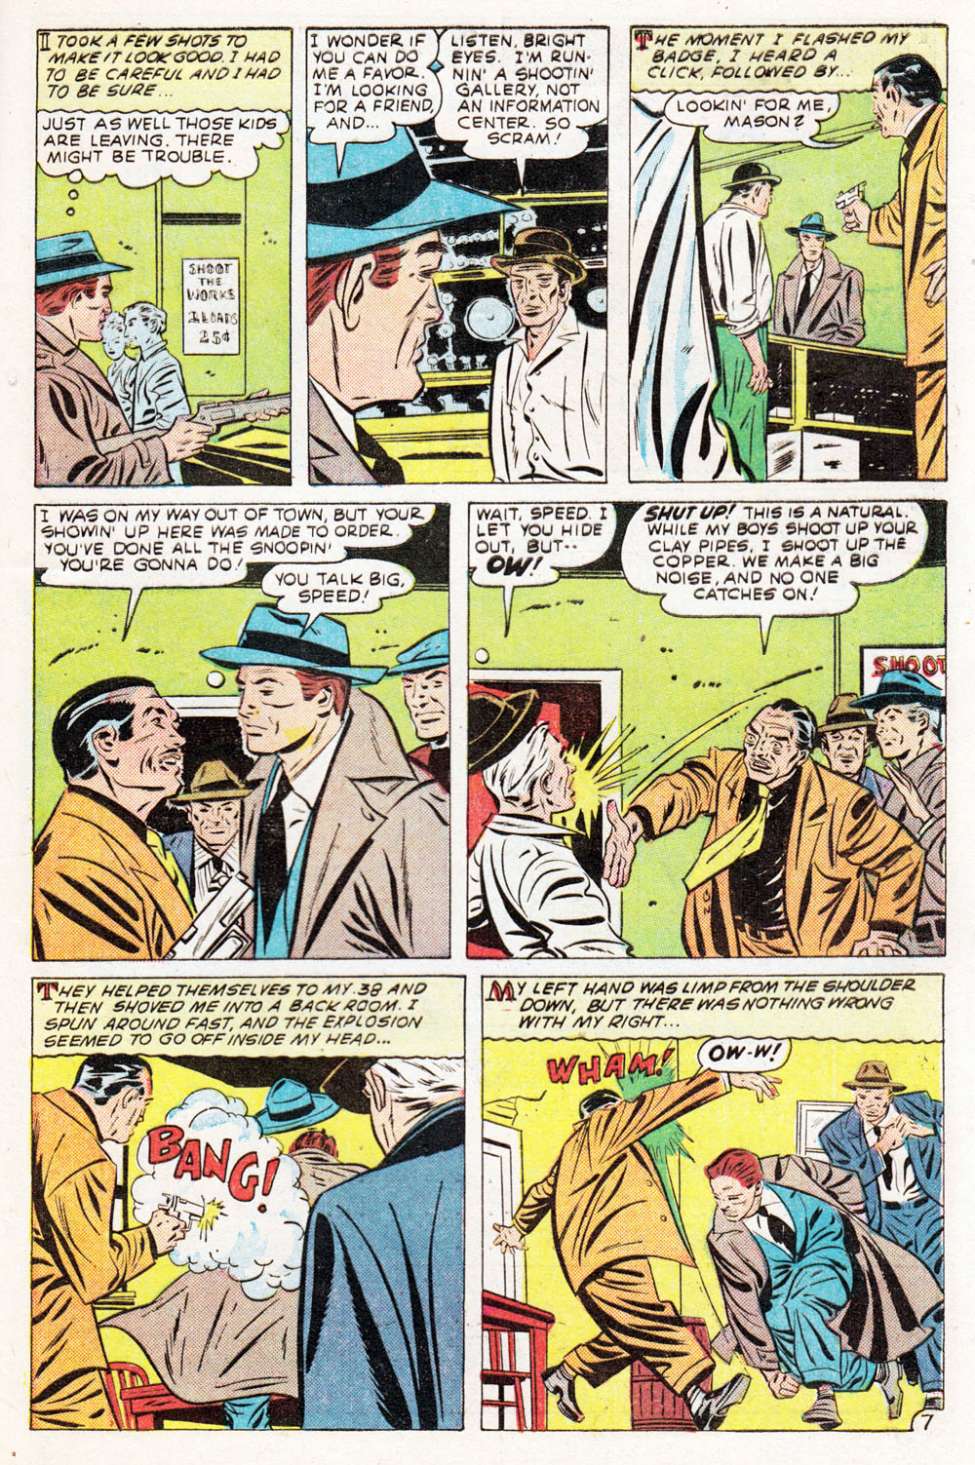 I TOOK A FEW SHOTS TO
MAKE IT LOOK GOOD. I HAD
TO BE CAREFUL AND I HAD
TO BE SURE...
JUST AS WELL THOSE KIDS
ARE LEAVING. THERE
MIGHT BE TROUBLE.
SHOOT
THE
WORKS
LOADS
25¢
I WONDER IF
YOU CAN DO
ME A FAVOR.
I'M LOOKING
FOR A FRIEND,
AND...
LISTEN, BRIGHT
EYES. I'M RUN-
NIN' A SHOOTIN'
GALLERY, NOT
AN INFORMATION
CENTER. SO
SCRAM!
THE MOMENT I FLASHED MY
BADGE, I HEARD A
CLICK, FOLLOWED BY...
LOOKIN' FOR ME,
MASON?
I WAS ON MY WAY OUT OF TOWN, BUT YOUR
SHOWIN' UP HERE WAS MADE TO ORDER.
YOU'VE DONE ALL THE SNOOPIN'
YOU'RE GONNA DO!
YOU TALK BIG,
SPEED!
WAIT, SPEED. I
LET YOU HIDE
OUT, BUT--
OW!
SHUT UP! THIS IS A NATURAL.
WHILE MY BOYS SHOOT UP YOUR
CLAY PIPES, I SHOOT UP THE
COPPER. WE MAKE A BIG
NOISE, AND NO ONE
CATCHES ON!
SHOOT
THEY HELPED THEMSELVES TO MY .38 AND
THEN SHOVED ME INTO A BACK ROOM. I
SPUN AROUND FAST, AND THE EXPLOSION
SEEMED TO GO OFF INSIDE MY HEAD...
BANG!
MY LEFT HAND WAS LIMP FROM THE SHOULDER
DOWN, BUT THERE WAS NOTHING WRONG
WITH MY RIGHT...
WHAM!
OW-W!
7